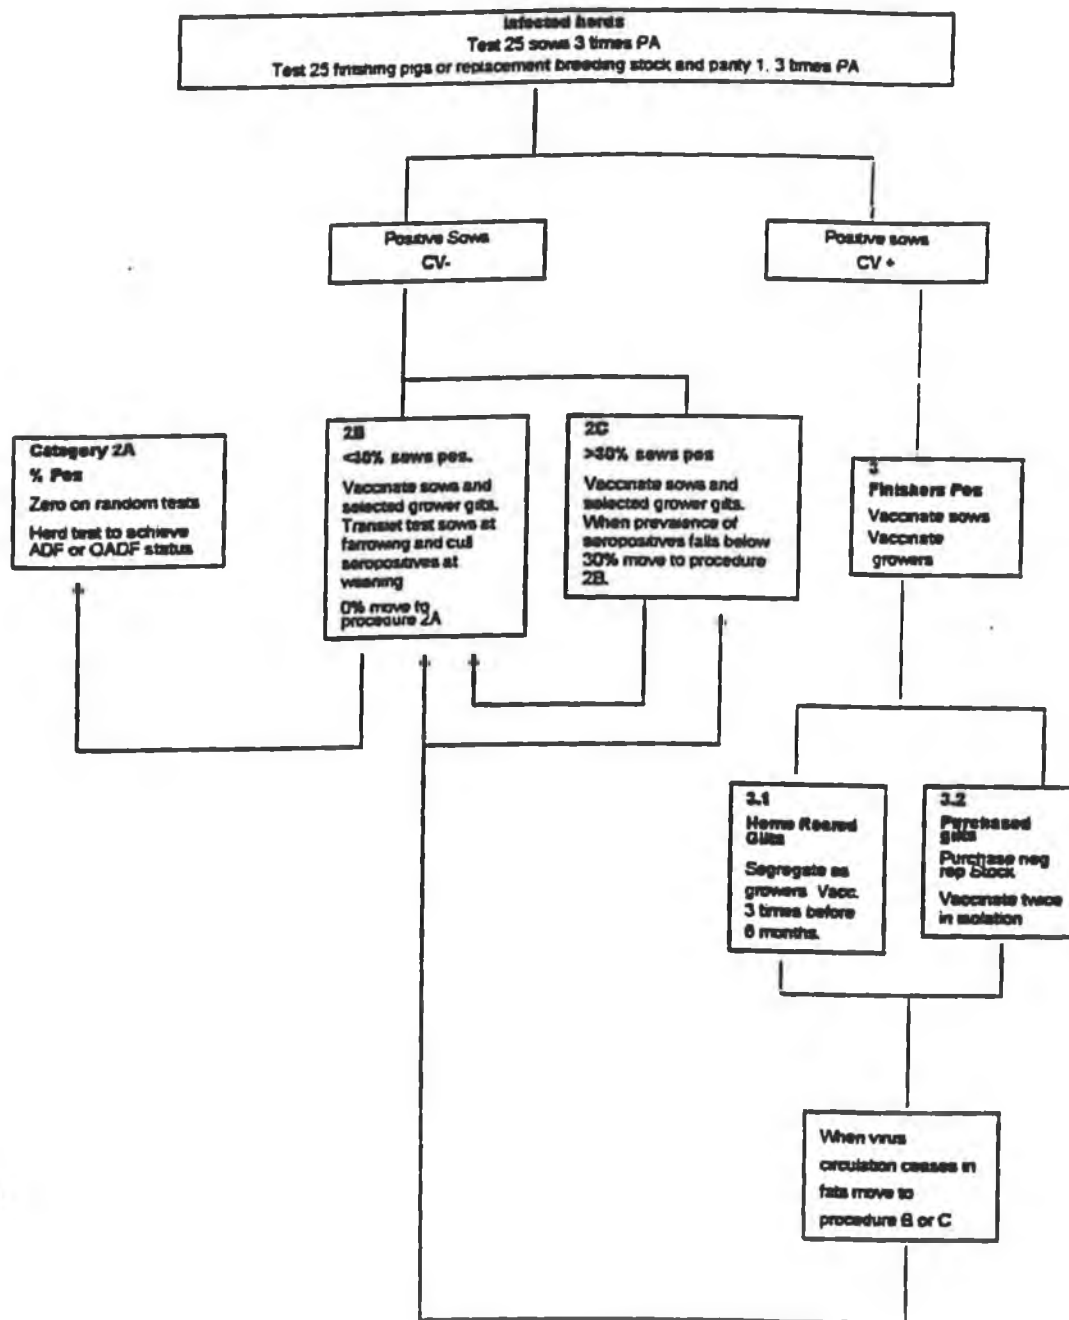 Infected herds
Test 25 sows 3 times PA
Test 25 finishing pigs or replacement breeding stock and parity 1, 3 times PA
Positive Sows
CV-
Positive sows
CV +
Category 2A
% Pos
Zero on random tests
Herd test to achieve
ADF or OADF status
2B
<30% sows pos.
Vaccinate sows and
selected grower gilts.
Transiet test sows at
farrowing and cull
seropositives at
weaning
0% move to
procedure 2A
2C
>30% sows pos
Vaccinate sows and
selected grower gilts.
When prevalence of
seropositives falls below
30% move to procedure
2B.
3
Finishers Pos
Vaccinate sows
Vaccinate
growers
3.1
Home Reared
Gilts
Segregate as
growers Vacc.
3 times before
6 months.
3.2
Purchased
gilts
Purchase neg
rep Stock
Vaccinate twice
in isolation
When virus
circulation ceases in
fats move to
procedure B or C